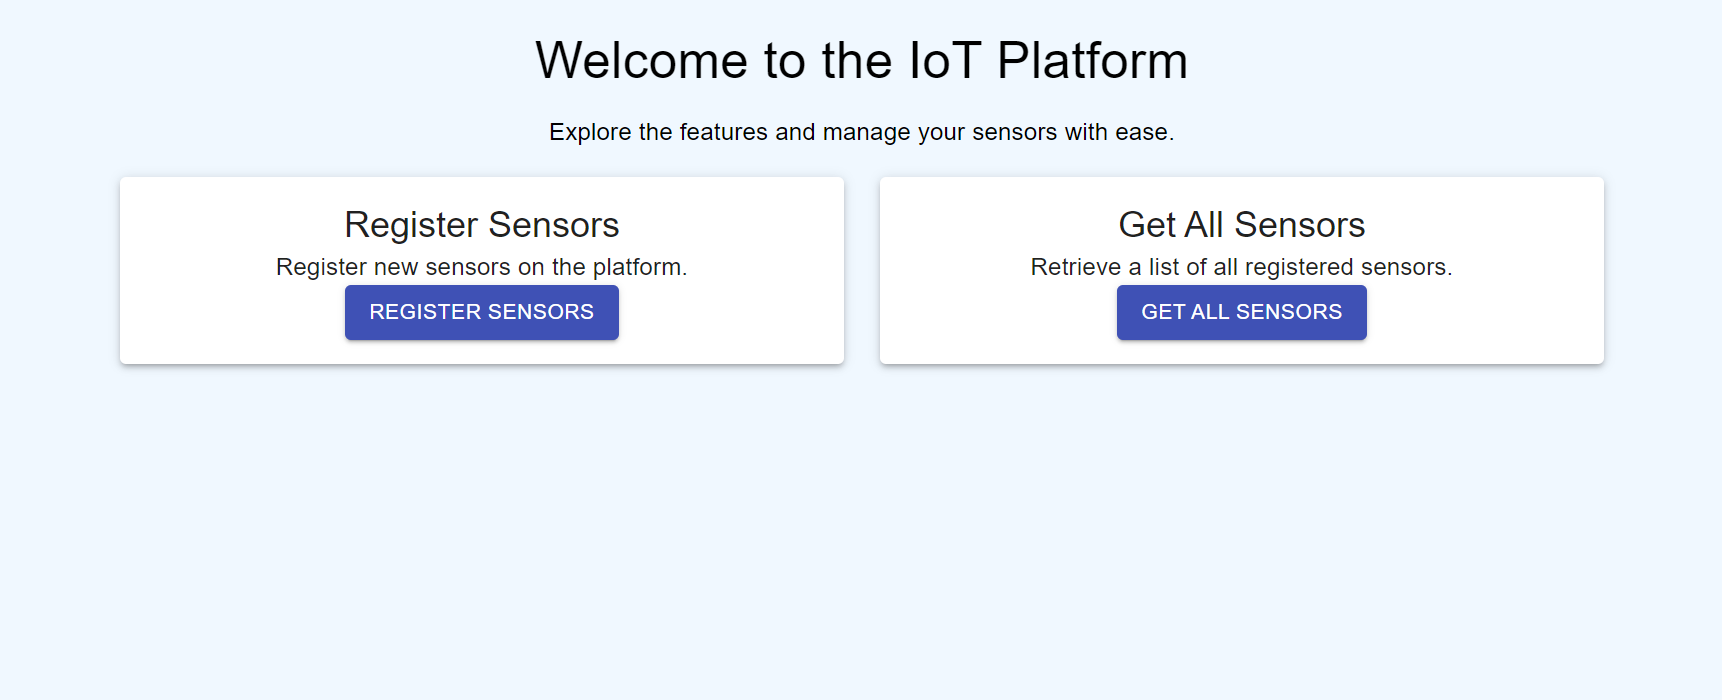 Welcome to the IoT Platform
Explore the features and manage your sensors with ease.
Register Sensors
Register new sensors on the platform.
REGISTER SENSORS
Get All Sensors
Retrieve a list of all registered sensors.
GET ALL SENSORS